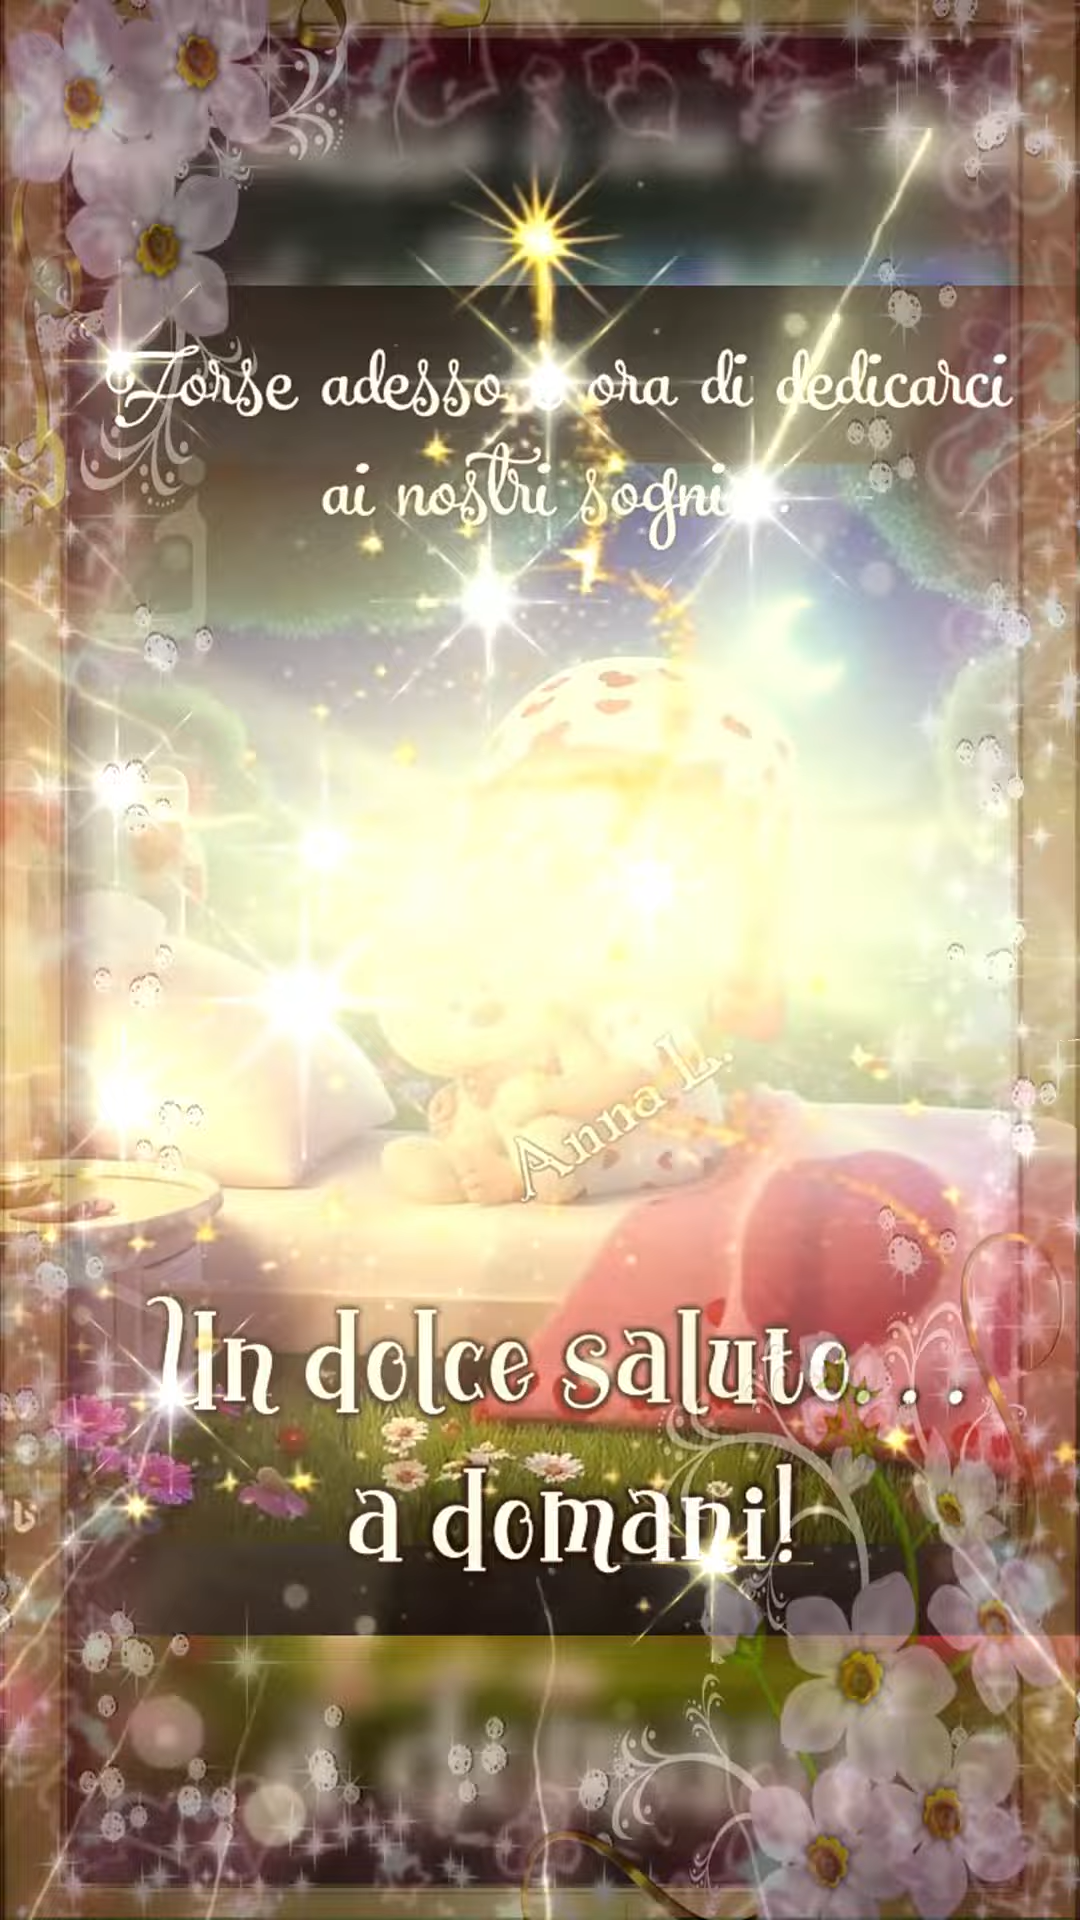 Forse adesso è ora di dedicarci
ai nostri sogni...
Anna L.
Un dolce saluto...
a domani!